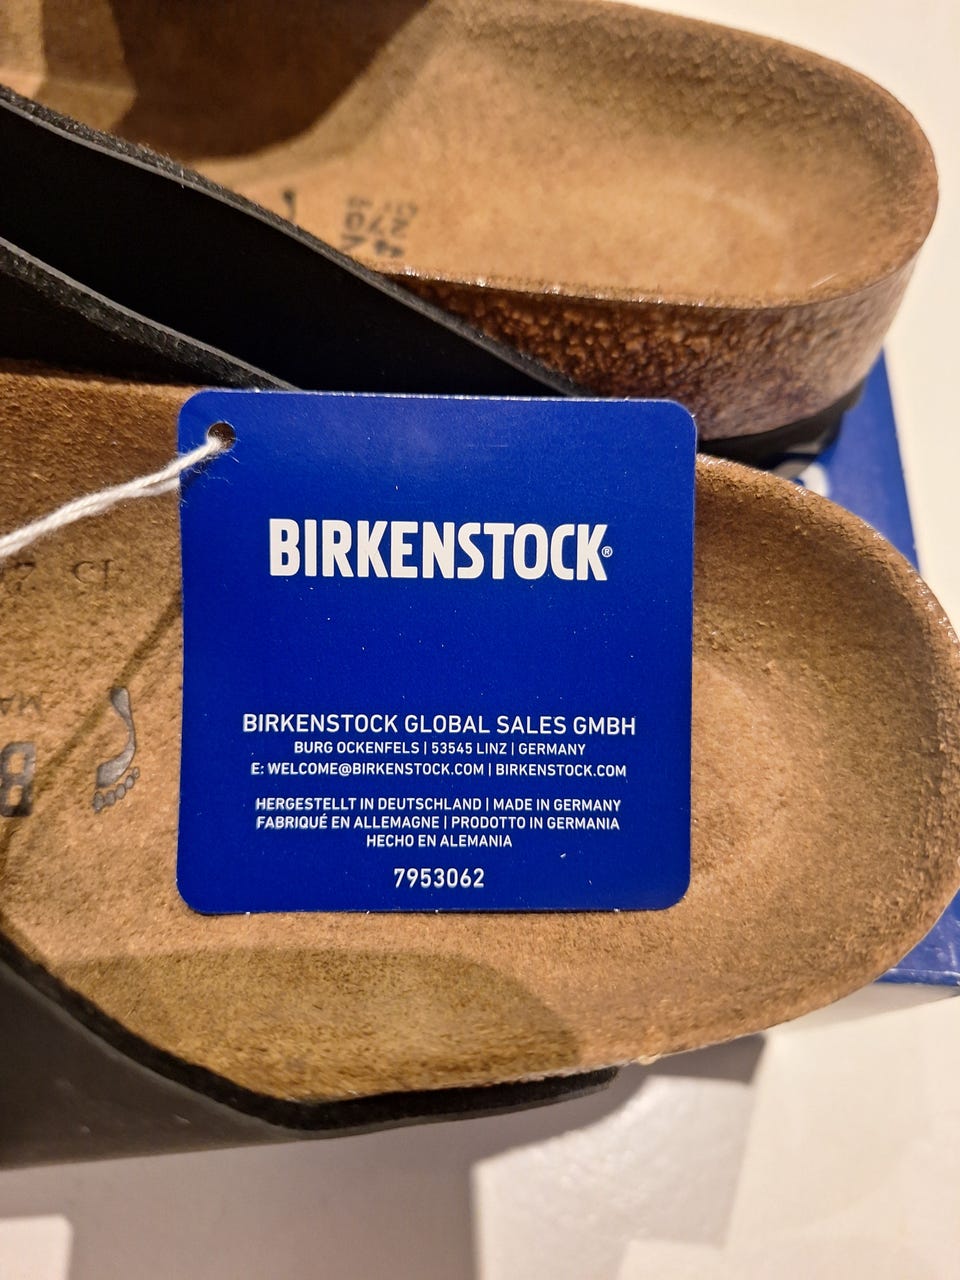 BIRKENSTOCK®
BIRKENSTOCK GLOBAL SALES GMBH
BURG OCKENFELS | 53545 LINZ | GERMANY
E: WELCOME@BIRKENSTOCK.COM | BIRKENSTOCK.COM
HERGESTELLT IN DEUTSCHLAND | MADE IN GERMANY
FABRIQUÉ EN ALLEMAGNE | PRODOTTO IN GERMANIA
HECHO EN ALEMANIA
7953062